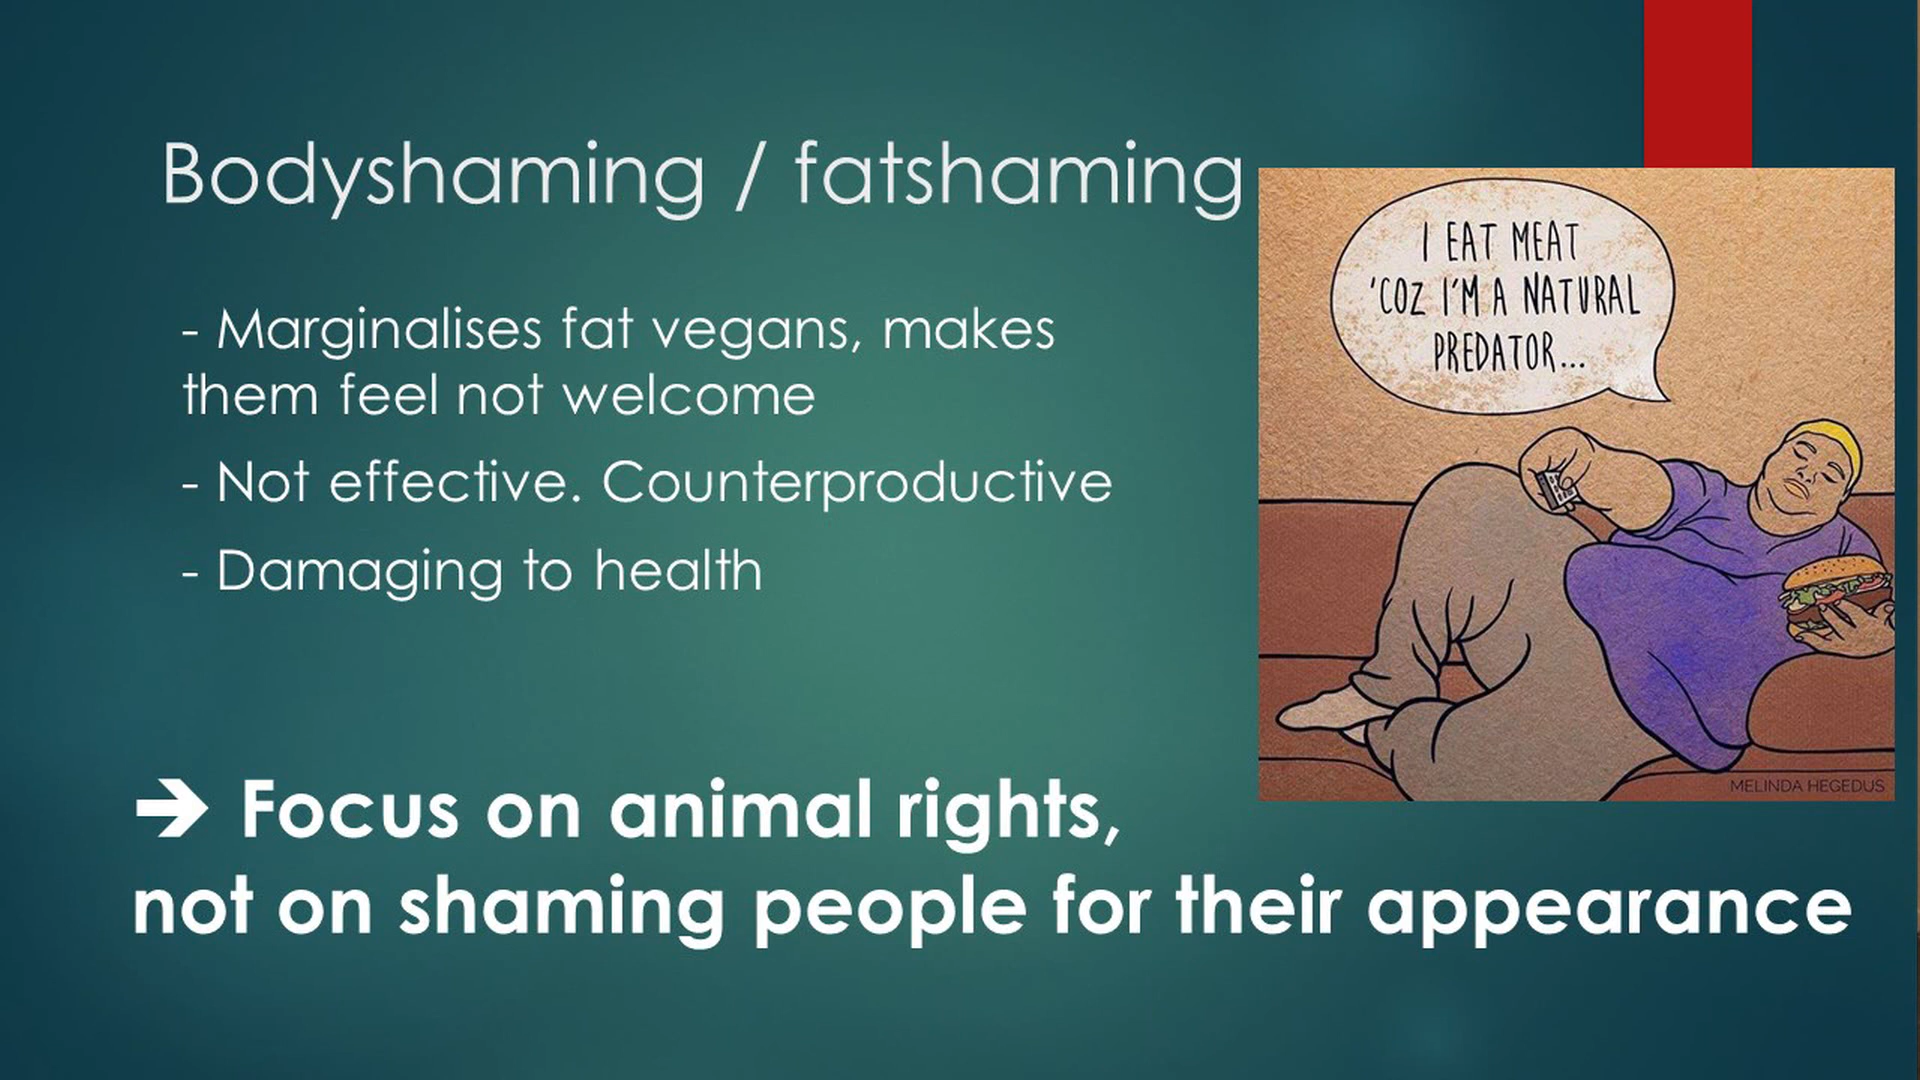 Bodyshaming / fatshaming
- Marginalises fat vegans, makes
them feel not welcome
- Not effective. Counterproductive
- Damaging to health
➔ Focus on animal rights,
not on shaming people for their appearance
I EAT MEAT
'COZ I'M A NATURAL
PREDATOR...
MELINDA HEGEDUS